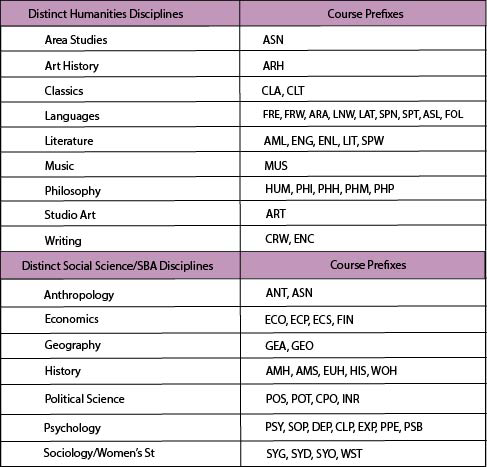 Distinct Humanities Disciplines Course Prefixes
Area Studies ASN
Art History ARH
Classics CLA, CLT
Languages FRE, FRW, ARA, LNW, LAT, SPN, SPT, ASL, FOL
Literature AML, ENG, ENL, LIT, SPW
Music MUS
Philosophy HUM, PHI, PHH, PHM, PHP
Studio Art ART
Writing CRW, ENC
Distinct Social Science/SBA Disciplines Course Prefixes
Anthropology ANT, ASN
Economics ECO, ECP, ECS, FIN
Geography GEA, GEO
History AMH, AMS, EUH, HIS, WOH
Political Science POS, POT, CPO, INR
Psychology PSY, SOP, DEP, CLP, EXP, PPE, PSB
Sociology/Women's St SYG, SYD, SYO, WST